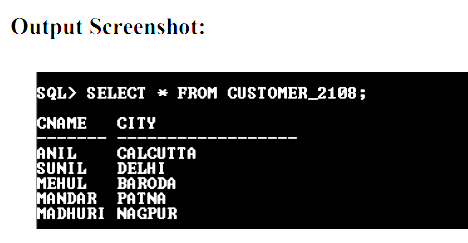 Output Screenshot:
SQL> SELECT * FROM CUSTOMER_2108;
CNAME CITY
------- ------------------
ANIL CALCUTTA
SUNIL DELHI
MEHUL BARODA
MANDAR PATNA
MADHURI NAGPUR